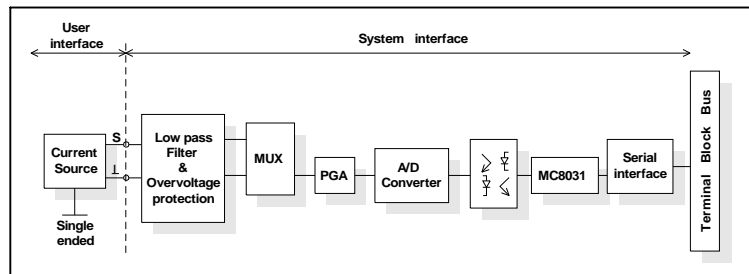 User
interface
System interface
Current
Source
S
⊥
Single
ended
Low pass
Filter
&
Overvoltage
protection
MUX
PGA
A/D
Converter
MC8031
Serial
interface
Terminal Block Bus